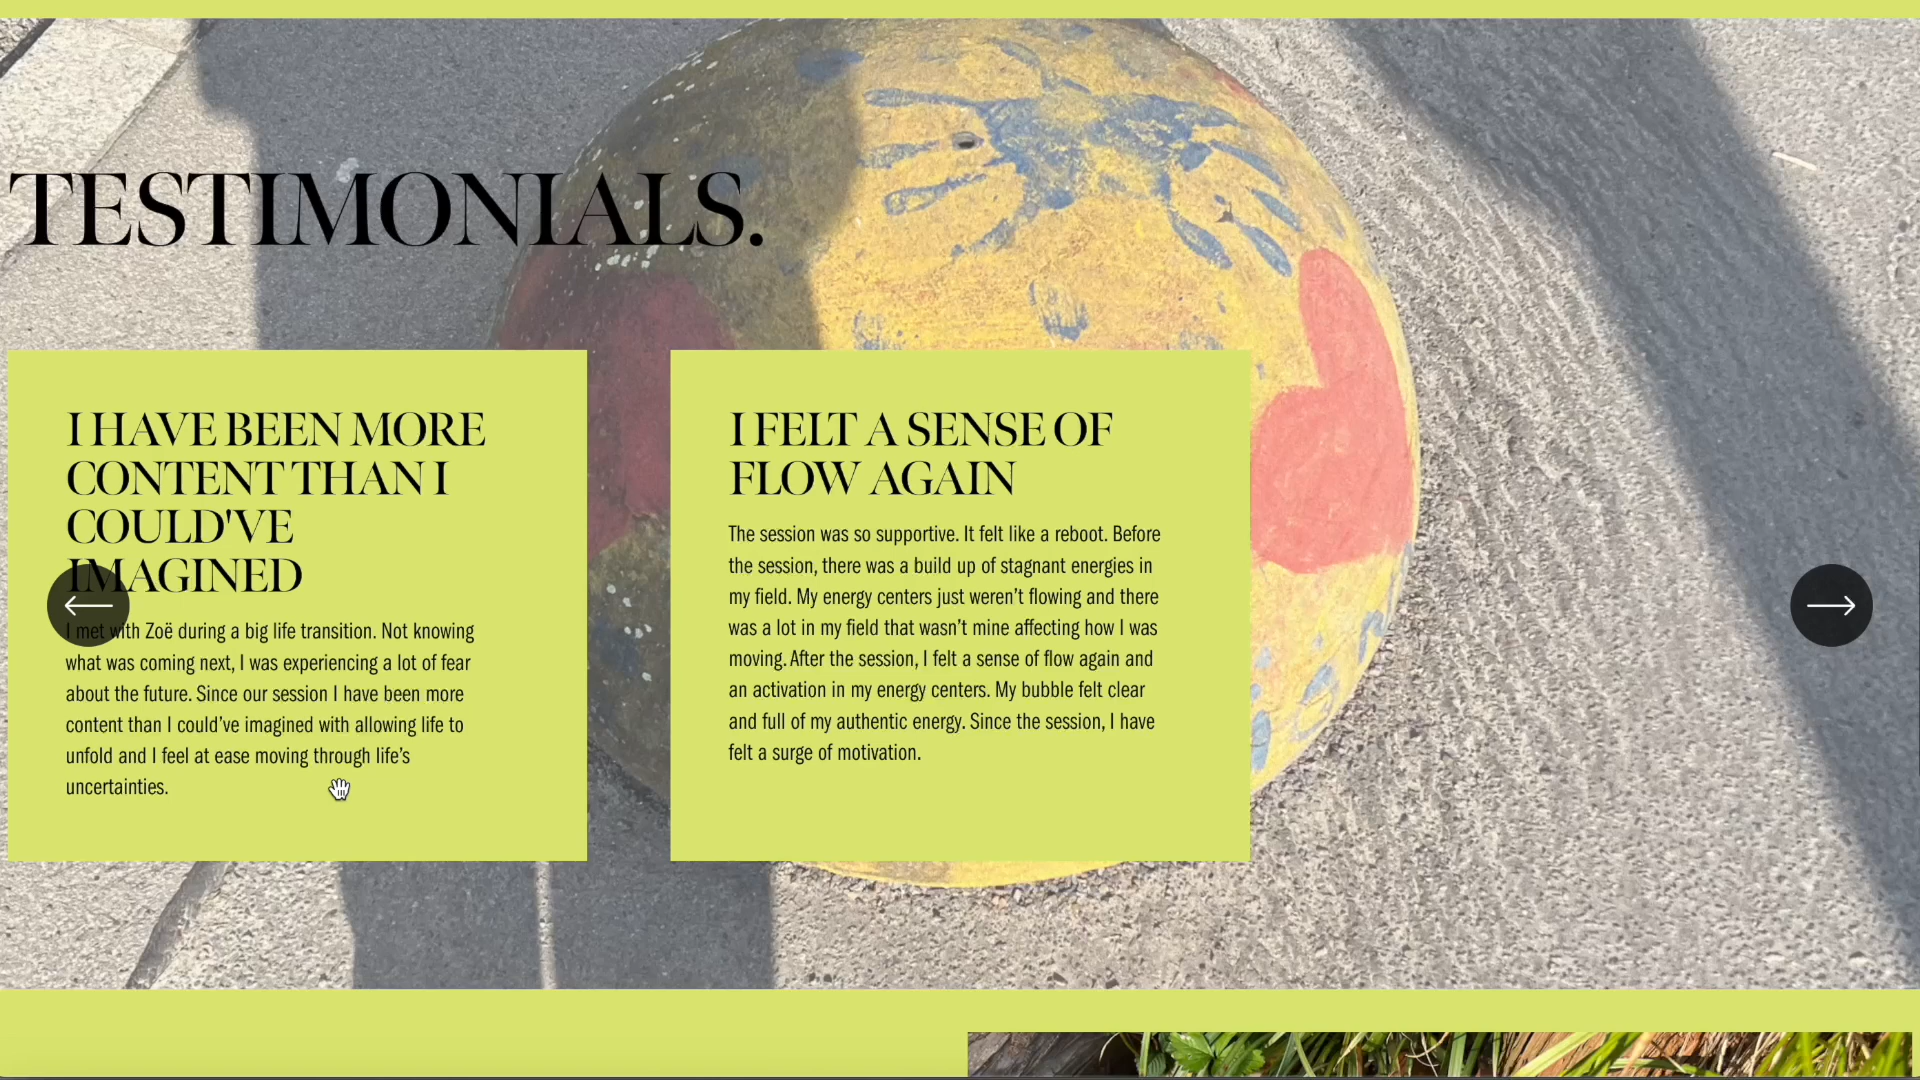 TESTIMONIALS.
I HAVE BEEN MORE
CONTENT THAN I
COULD'VE
IMAGINED
I met with Zoë during a big life transition. Not knowing
what was coming next, I was experiencing a lot of fear
about the future. Since our session I have been more
content than I could’ve imagined with allowing life to
unfold and I feel at ease moving through life’s
uncertainties.
I FELT A SENSE OF
FLOW AGAIN
The session was so supportive. It felt like a reboot. Before
the session, there was a build up of stagnant energies in
my field. My energy centers just weren’t flowing and there
was a lot in my field that wasn’t mine affecting how I was
moving. After the session, I felt a sense of flow again and
an activation in my energy centers. My bubble felt clear
and full of my authentic energy. Since the session, I have
felt a surge of motivation.